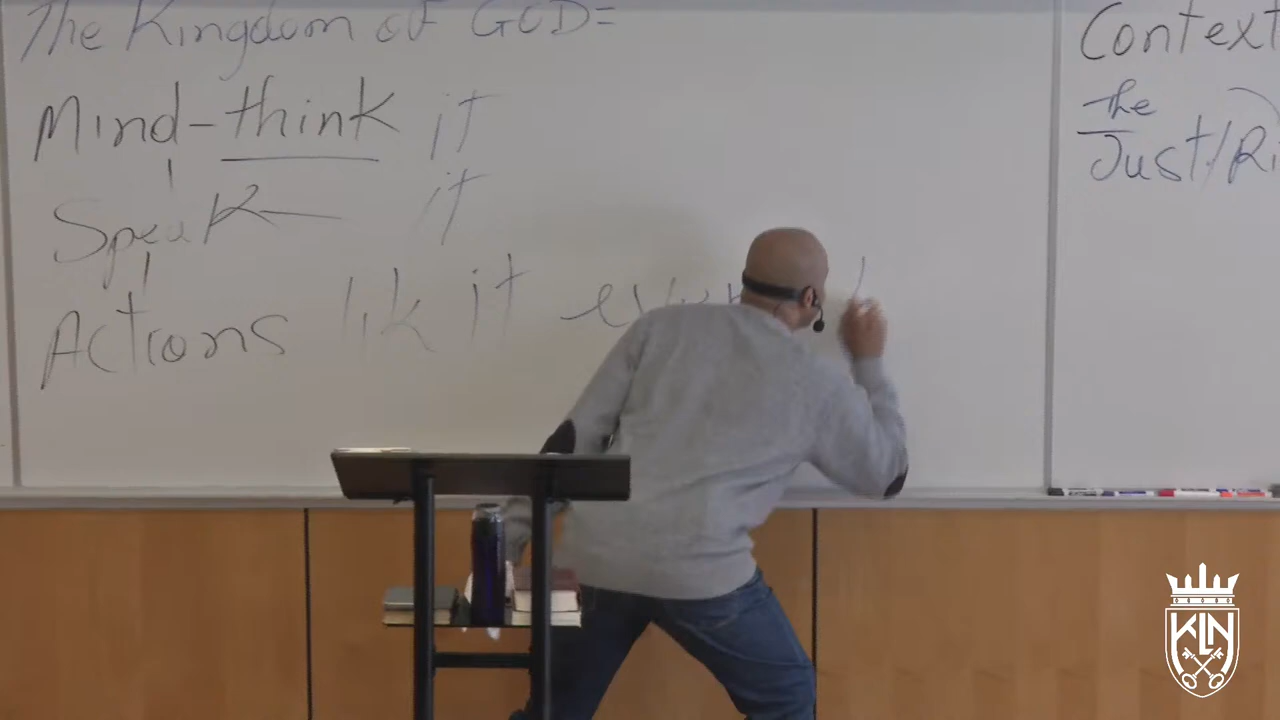 The Kingdom of GOD=
Mind-think it
Speak it
Actions lik it
Context
the
Just/Ri
KLN